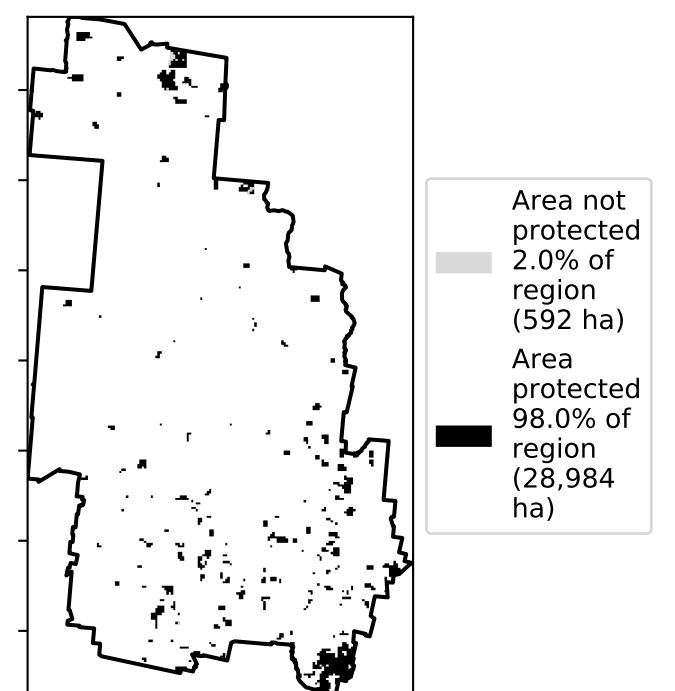 Area not
protected
2.0% of
region
(592 ha)
Area
protected
98.0% of
region
(28,984
ha)